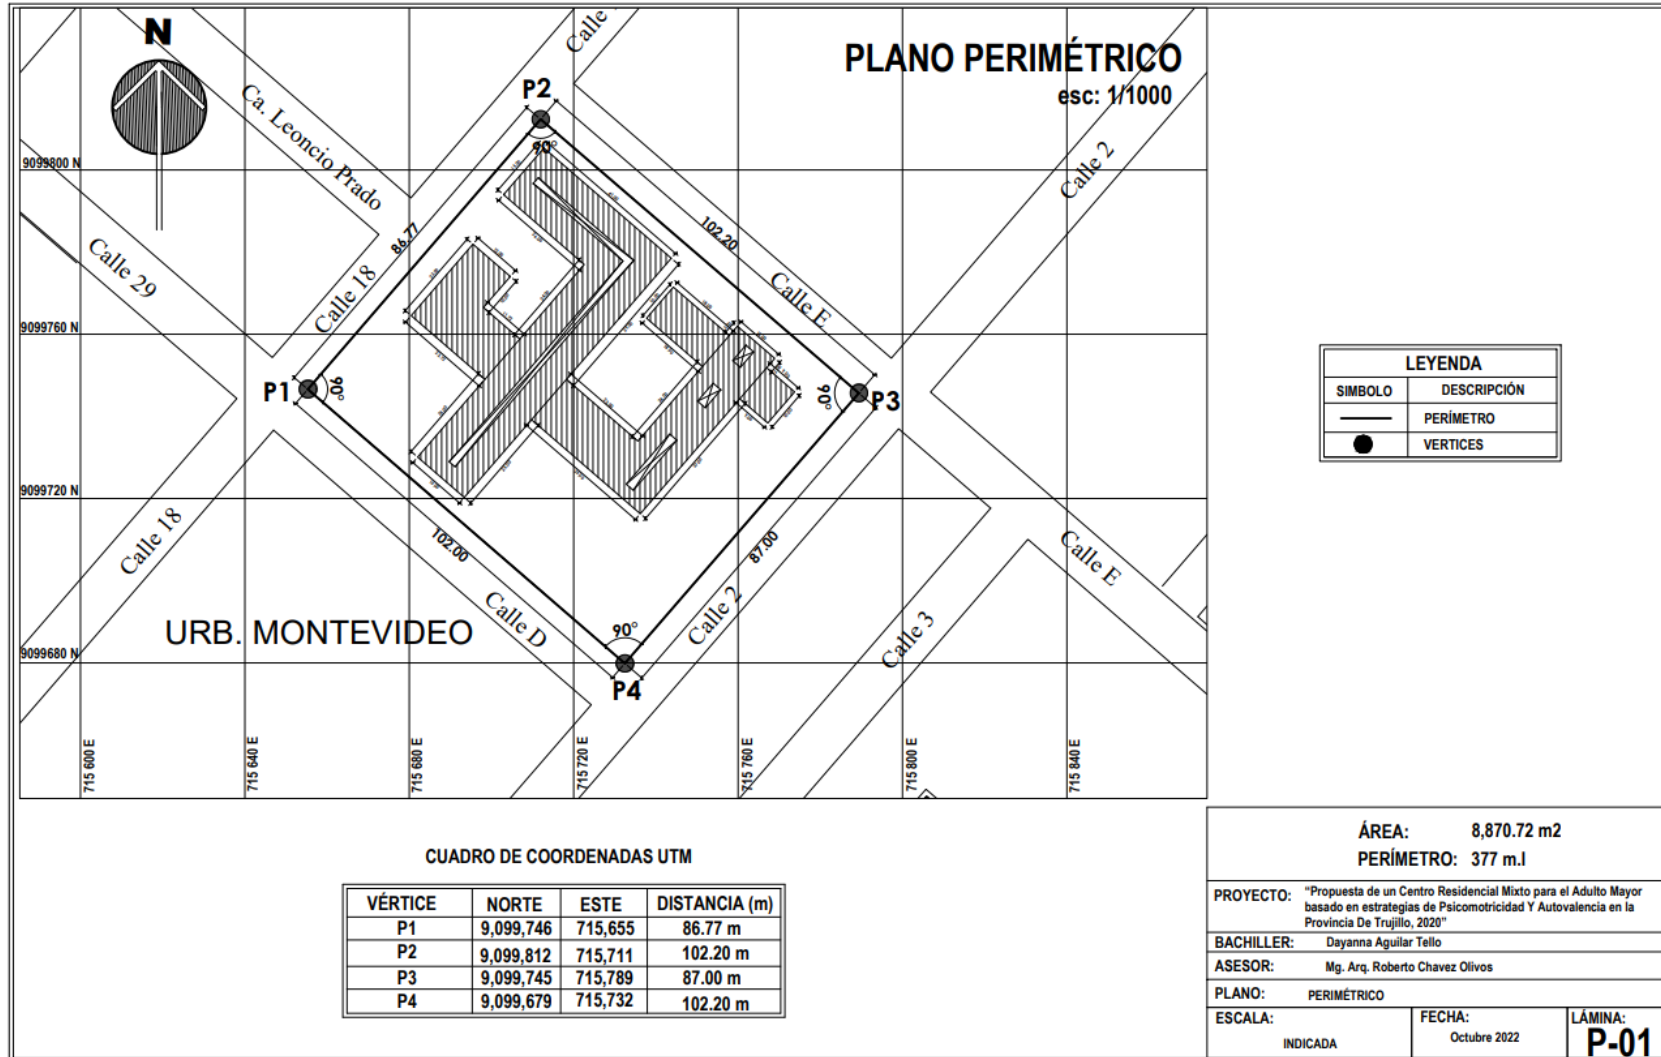 N
PLANO PERIMÉTRICO
esc: 1/1000
Calle
P2
90°
Ca. Leoncio Prado
Calle 2
9099800 N
86.77
102.20
Calle 29
Calle 18
Calle E
9099760 N
P1
90°
90°
P3
LEYENDA
SIMBOLO DESCRIPCIÓN
PERÍMETRO
VERTICES
9099720 N
Calle 18
102.00
87.00
Calle E
Calle D
Calle 2
Calle 3
URB. MONTEVIDEO
90°
9099680 N
P4
715 600 E
715 640 E
715 680 E
715 720 E
715 760 E
715 800 E
715 840 E
CUADRO DE COORDENADAS UTM
VÉRTICE NORTE ESTE DISTANCIA (m)
P1 9,099,746 715,655 86.77 m
P2 9,099,812 715,711 102.20 m
P3 9,099,745 715,789 87.00 m
P4 9,099,679 715,732 102.20 m
ÁREA: 8,870.72 m2
PERÍMETRO: 377 m.l
PROYECTO: "Propuesta de un Centro Residencial Mixto para el Adulto Mayor
basado en estrategias de Psicomotricidad Y Autovalencia en la
Provincia De Trujillo, 2020"
BACHILLER: Dayanna Aguilar Tello
ASESOR: Mg. Arq. Roberto Chavez Olivos
PLANO: PERIMÉTRICO
ESCALA: INDICADA
FECHA: Octubre 2022
LÁMINA: P-01